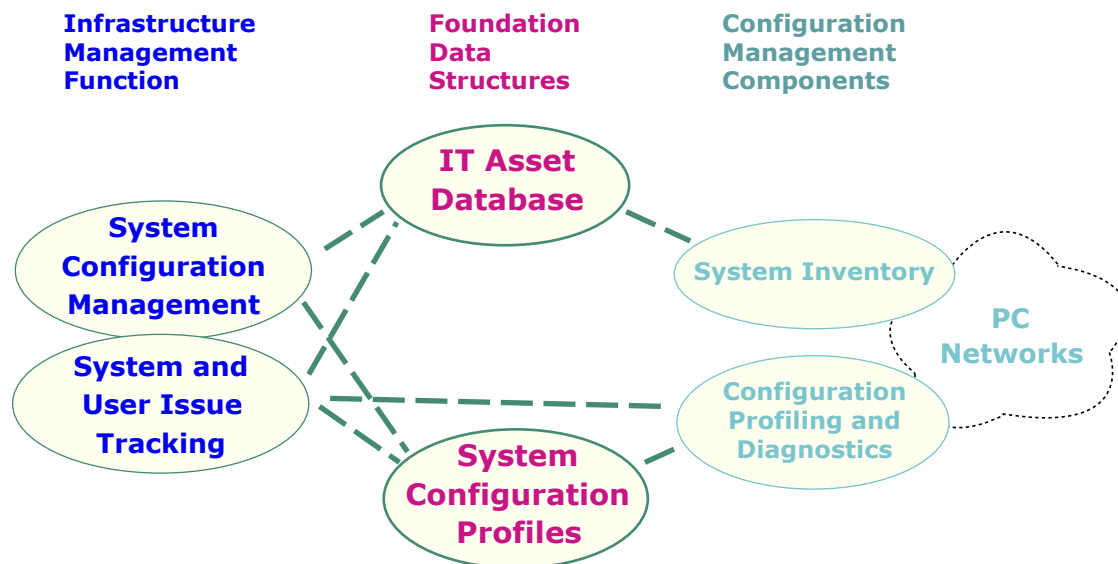 Infrastructure
Management
Function
Foundation
Data
Structures
Configuration
Management
Components
IT Asset
Database
System
Configuration
Management
System Inventory
PC
Networks
System and
User Issue
Tracking
Configuration
Profiling and
Diagnostics
System
Configuration
Profiles